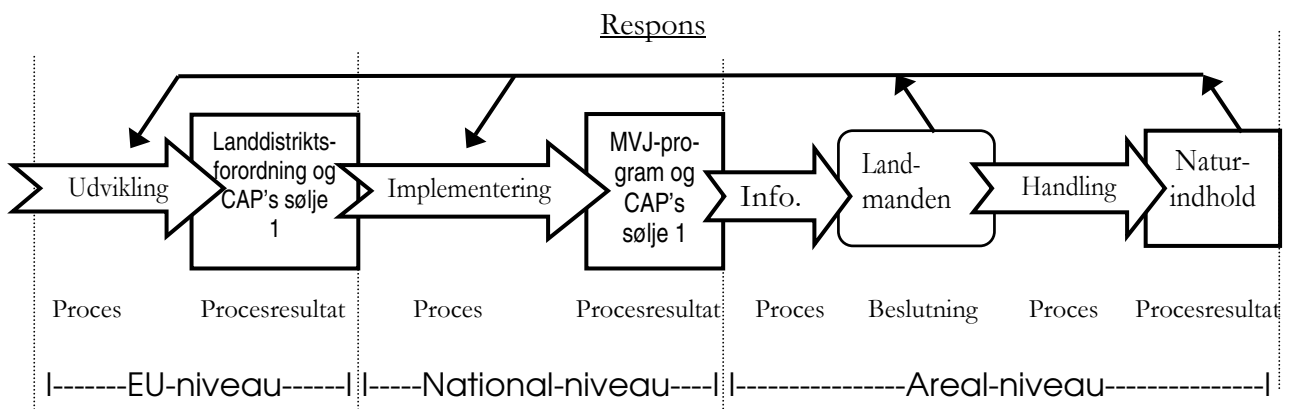 Respons
Udvikling
Landdistrikts-
forordning og
CAP's sølje
1
Implementering
MVJ-pro-
gram og
CAP's
sølje 1
Info.
Land-
manden
Handling
Natur-
indhold
Proces Procesresultat Proces Procesresultat Proces Beslutning Proces Procesresultat
I-------EU-niveau------I I------National-niveau----I I----------------Areal-niveau---------------I